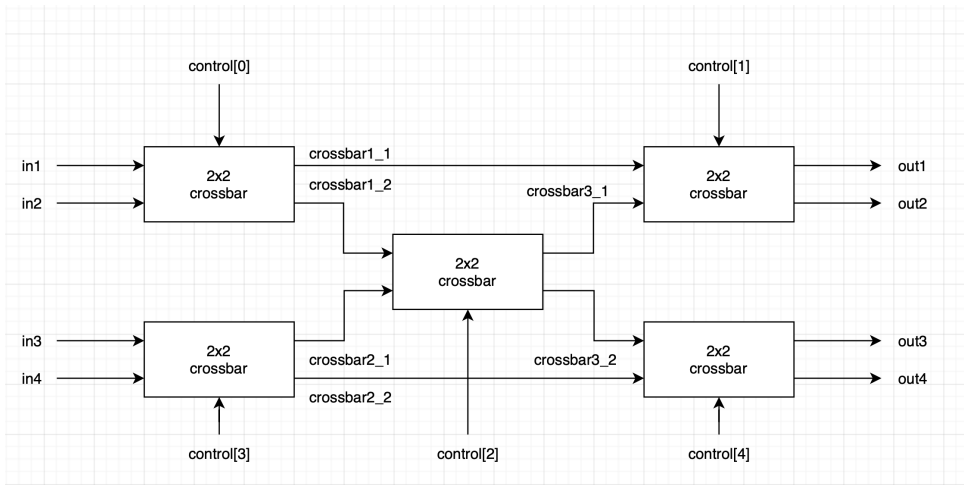 control[0]
control[1]
in1
in2
2x2
crossbar
crossbar1_1
crossbar1_2
crossbar3_1
2x2
crossbar
out1
out2
2x2
crossbar
in3
in4
2x2
crossbar
crossbar2_1
crossbar2_2
crossbar3_2
2x2
crossbar
out3
out4
control[3]
control[2]
control[4]